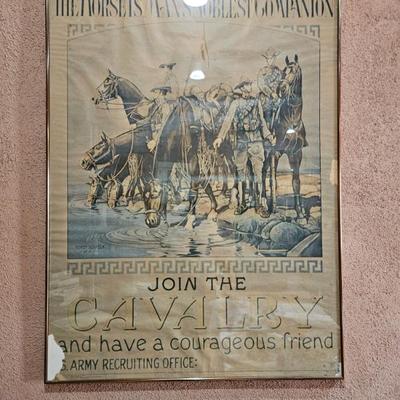 THE HORSE IS MAN'S NOBLEST COMPANION
JOIN THE
CAVALRY
and have a courageous friend
S. ARMY RECRUITING OFFICE: